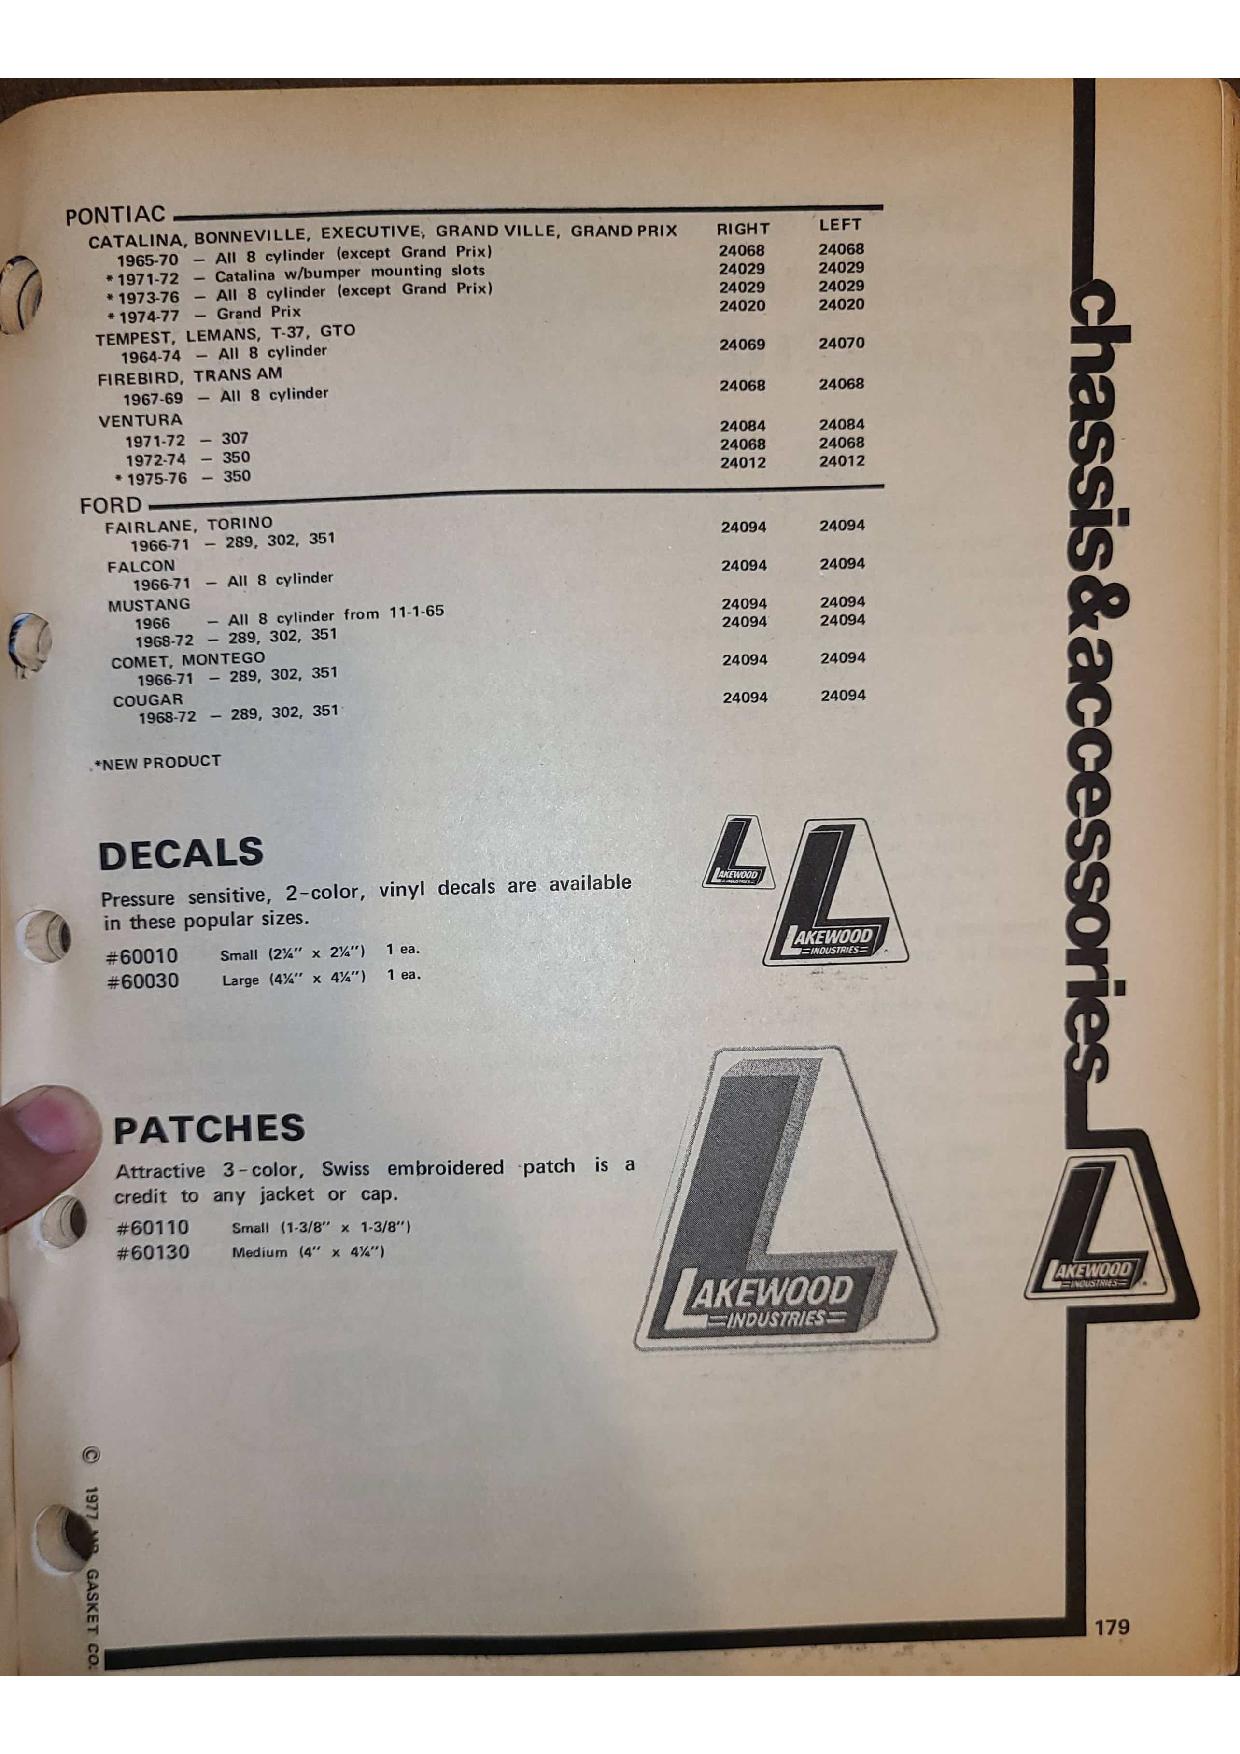 PONTIAC
CATALINA, BONNEVILLE, EXECUTIVE, GRAND VILLE, GRAND PRIX RIGHT LEFT
1965-70 — All 8 cylinder (except Grand Prix) 24068 24068
*1971-72 — Catalina w/bumper mounting slots 24029 24029
*1973-76 — All 8 cylinder (except Grand Prix) 24029 24029
*1974-77 — Grand Prix 24020 24020
TEMPEST, LEMANS, T-37, GTO
1964-74 — All 8 cylinder 24069 24070
FIREBIRD, TRANS AM
1967-69 — All 8 cylinder 24068 24068
VENTURA
1971-72 — 307 24084 24084
1972-74 — 350 24068 24068
*1975-76 — 350 24012 24012
FORD
FAIRLANE, TORINO
1966-71 — 289, 302, 351 24094 24094
FALCON
1966-71 — All 8 cylinder 24094 24094
MUSTANG
1966 — All 8 cylinder from 11-1-65 24094 24094
1968-72 — 289, 302, 351 24094 24094
COMET, MONTEGO
1966-71 — 289, 302, 351 24094 24094
COUGAR
1968-72 — 289, 302, 351 24094 24094
*NEW PRODUCT
DECALS
Pressure sensitive, 2-color, vinyl decals are available
in these popular sizes.
#60010 Small (2¼" x 2¼") 1 ea.
#60030 Large (4¼" x 4¼") 1 ea.
LAKEWOOD
INDUSTRIES
LAKEWOOD
INDUSTRIES
PATCHES
Attractive 3-color, Swiss embroidered patch is a
credit to any jacket or cap.
#60110 Small (1-3/8" x 1-3/8")
#60130 Medium (4" x 4¼")
LAKEWOOD
INDUSTRIES
chassis & accessories
LAKEWOOD
INDUSTRIES
© 1977 GASKET CO.
179